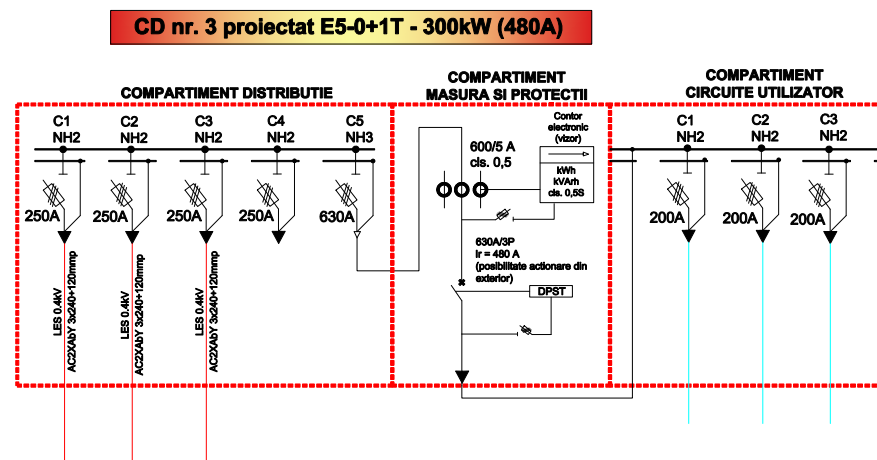 CD nr. 3 proiectat E5-0+1T - 300kW (480A)
COMPARTIMENT DISTRIBUTIE
COMPARTIMENT
MASURA SI PROTECTII
COMPARTIMENT
CIRCUITE UTILIZATOR
C1
NH2
C2
NH2
C3
NH2
C4
NH2
C5
NH3
250A
250A
250A
250A
630A
LES 0.4kV
AC2XAbY 3x240+120mmp
LES 0.4kV
AC2XAbY 3x240+120mmp
LES 0.4kV
AC2XAbY 3x240+120mmp
600/5 A
cls. 0,5
Contor
electronic
(vizor)
kWh
kVArh
cls. 0,5S
630A/3P
Ir = 480 A
(posibilitate actionare din
exterior)
DPST
C1
NH2
C2
NH2
C3
NH2
200A
200A
200A